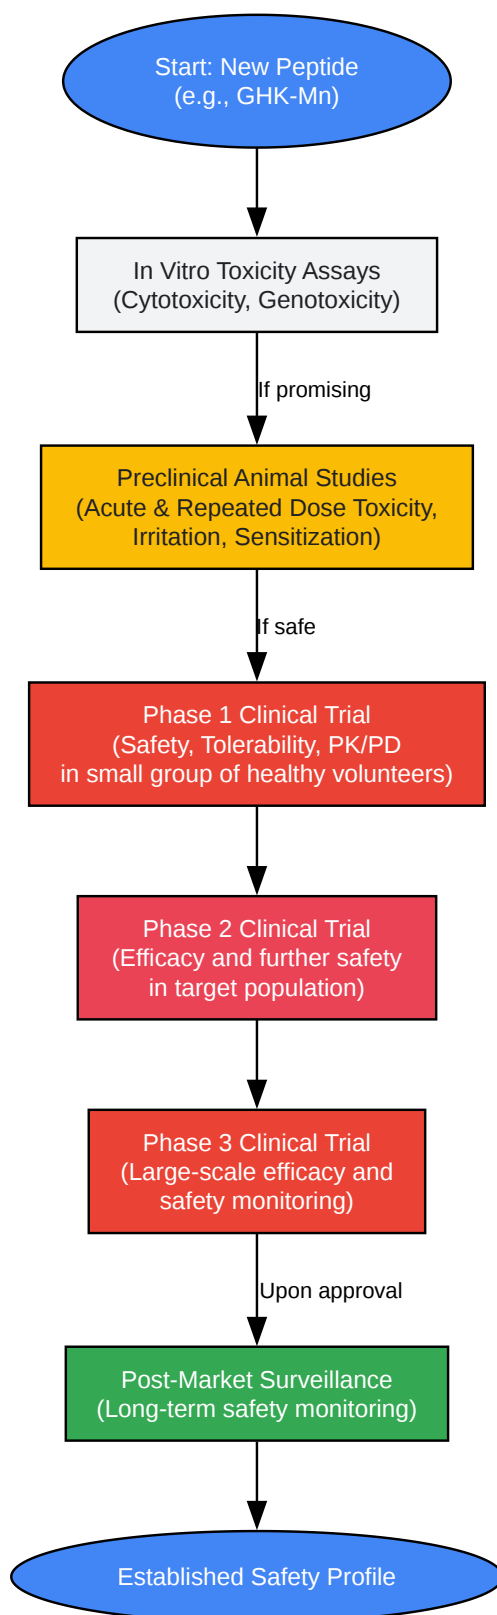 Start: New Peptide
(e.g., GHK-Mn)
In Vitro Toxicity Assays
(Cytotoxicity, Genotoxicity)
If promising
Preclinical Animal Studies
(Acute & Repeated Dose Toxicity,
Irritation, Sensitization)
If safe
Phase 1 Clinical Trial
(Safety, Tolerability, PK/PD
in small group of healthy volunteers)
Phase 2 Clinical Trial
(Efficacy and further safety
in target population)
Phase 3 Clinical Trial
(Large-scale efficacy and
safety monitoring)
Upon approval
Post-Market Surveillance
(Long-term safety monitoring)
Established Safety Profile